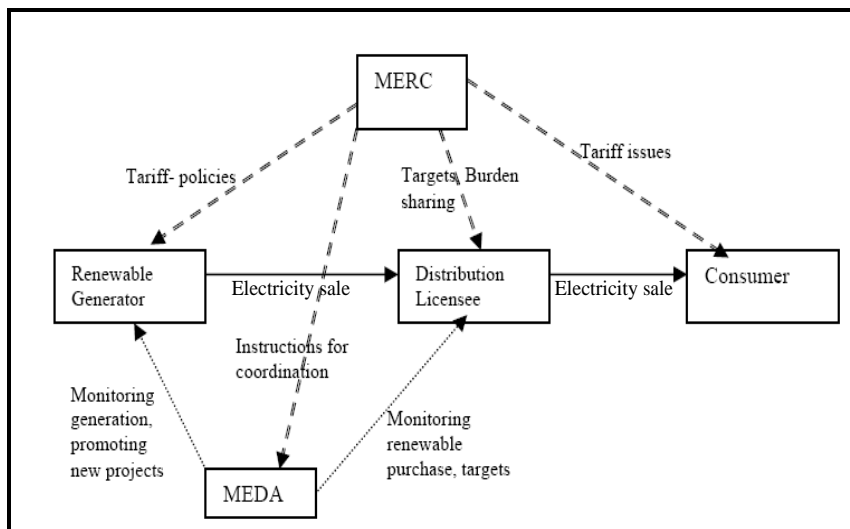 MERC
Tariff- policies
Targets, Burden
sharing
Tariff issues
Renewable
Generator
Electricity sale
Distribution
Licensee
Electricity sale
Consumer
Instructions for
coordination
Monitoring
generation,
promoting
new projects
Monitoring
renewable
purchase, targets
MEDA